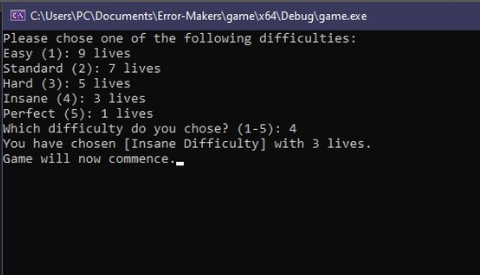 C:\Users\PC\Documents\Error-Makers\game\x64\Debug\game.exe
Please chose one of the following difficulties:
Easy (1): 9 lives
Standard (2): 7 lives
Hard (3): 5 lives
Insane (4): 3 lives
Perfect (5): 1 lives
Which difficulty do you chose? (1-5): 4
You have chosen [Insane Difficulty] with 3 lives.
Game will now commence.